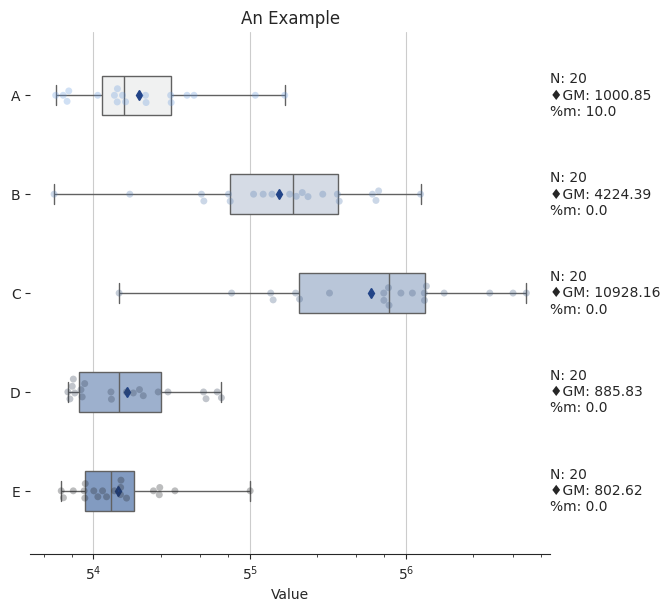 An Example
A
N: 20
♦GM: 1000.85
%m: 10.0
B
N: 20
♦GM: 4224.39
%m: 0.0
C
N: 20
♦GM: 10928.16
%m: 0.0
D
N: 20
♦GM: 885.83
%m: 0.0
E
N: 20
♦GM: 802.62
%m: 0.0
5⁴ 5⁵ 5⁶
Value